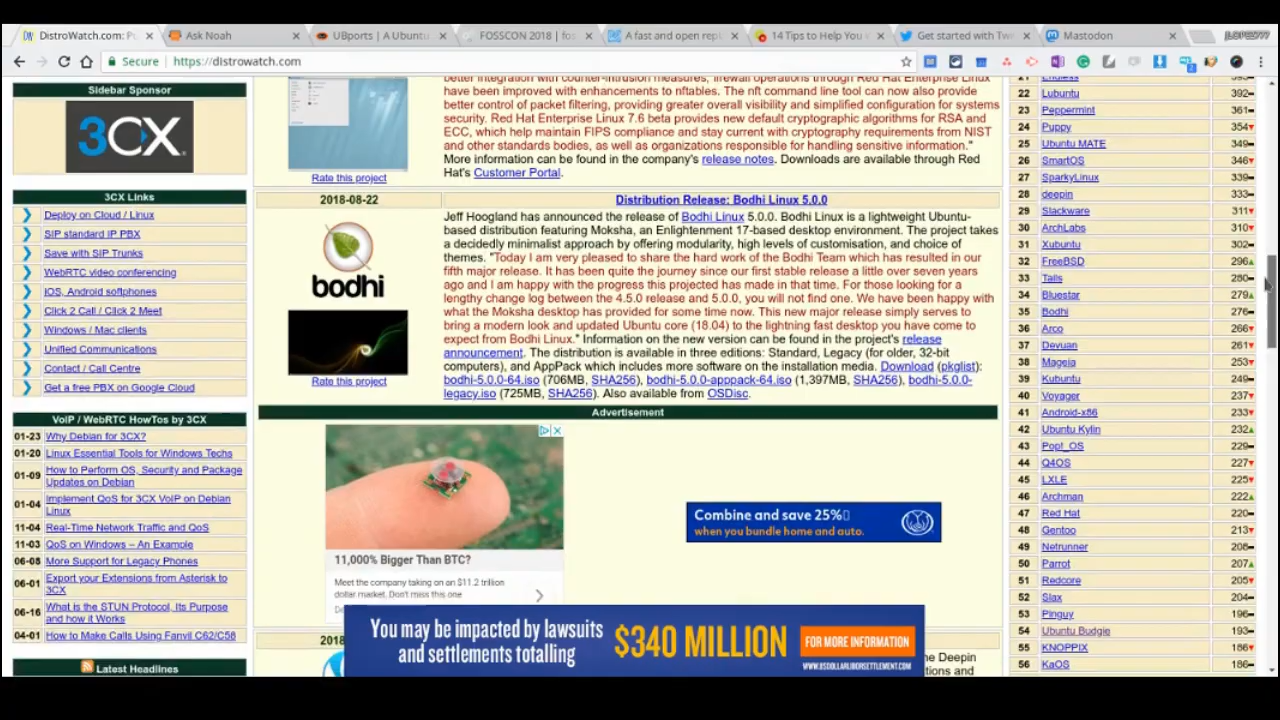 DistroWatch.com: P
Ask Noah
UBports | A Ubuntu
FOSSCON 2018 | fos
A fast and open repl
14 Tips to Help You
Get started with Twi
Mastodon
Secure https://distrowatch.com
Sidebar Sponsor
3CX
3CX Links
Deploy on Cloud / Linux
SIP standard iP PBX
Save with SIP Trunks
WebRTC video conferencing
iOS, Android softphones
Click 2 Call / Click 2 Meet
Windows / Mac clients
Unified Communications
Contact / Call Centre
Get a free PBX on Google Cloud
VoIP / WebRTC HowTos by 3CX
01-23 Why Debian for 3CX?
01-20 Linux Essential Tools for Windows Techs
01-09 How to Perform OS, Security and Package
Updates on Debian
01-04 Implement QoS for 3CX VoIP on Debian
Linux
11-04 Real-Time Network Traffic and QoS
11-03 QoS on Windows – An Example
06-08 More Support for Legacy Phones
06-01 Export your Extensions from Asterisk to
3CX
06-16 What is the STUN Protocol, Its Purpose
and how it Works
04-01 How to Make Calls Using Fanvil C62/C58
Latest Headlines
better integration with counter-intrusion measures, firewall operations through Red Hat Enterprise Linux
have been improved with enhancements to nftables. The nft command line tool can now also provide
better control of packet filtering, providing greater overall visibility and simplified configuration for systems
security. Red Hat Enterprise Linux 7.6 beta provides new default cryptographic algorithms for RSA and
ECC, which help maintain FIPS compliance and stay current with cryptography requirements from NIST
and other standards bodies, as well as organizations responsible for handling sensitive information."
More information can be found in the company's release notes. Downloads are available through Red
Hat's Customer Portal.
Rate this project
2018-08-22
Distribution Release: Bodhi Linux 5.0.0
bodhi
Rate this project
Jeff Hoogland has announced the release of Bodhi Linux 5.0.0. Bodhi Linux is a lightweight Ubuntu-
based distribution featuring Moksha, an Enlightenment 17-based desktop environment. The project takes
a decidedly minimalist approach by offering modularity, high levels of customisation, and choice of
themes. "Today I am very pleased to share the hard work of the Bodhi Team which has resulted in our
fifth major release. It has been quite the journey since our first stable release a little over seven years
ago and I am happy with the progress this projected has made in that time. For those looking for a
lengthy change log between the 4.5.0 release and 5.0.0, you will not find one. We have been happy with
what the Moksha desktop has provided for some time now. This new major release simply serves to
bring a modern look and updated Ubuntu core (18.04) to the lightning fast desktop you have come to
expect from Bodhi Linux." Information on the new version can be found in the project's release
announcement. The distribution is available in three editions: Standard, Legacy (for older, 32-bit
computers), and AppPack which includes more software on the installation media. Download (pkglist):
bodhi-5.0.0-64.iso (706MB, SHA256), bodhi-5.0.0-apppack-64.iso (1,397MB, SHA256), bodhi-5.0.0-
legacy.iso (725MB, SHA256). Also available from OSDisc.
Advertisement
11,000% Bigger Than BTC?
Meet the company taking on an $11.2 trillion
dollar market. Don't miss this one
Combine and save 25%
when you bundle home and auto.
2018-
he Deepin
tions and
You may be impacted by lawsuits
and settlements totalling
$340 MILLION
FOR MORE INFORMATION
WWW.USDOLLARLIBORSETTLEMENT.COM
21 Endless 395
22 Lubuntu 392
23 Peppermint 361
24 Puppy 354
25 Ubuntu MATE 349
26 SmartOS 346
27 SparkyLinux 339
28 deepin 333
29 Slackware 311
30 ArchLabs 310
31 Xubuntu 302
32 FreeBSD 296
33 Tails 280
34 Bluestar 279
35 Bodhi 276
36 Arco 266
37 Devuan 261
38 Mageia 253
39 Kubuntu 249
40 Voyager 237
41 Android-x86 233
42 Ubuntu Kylin 232
43 Pop!_OS 229
44 Q4OS 227
45 LXLE 225
46 Archman 222
47 Red Hat 220
48 Gentoo 213
49 Netrunner 208
50 Parrot 207
51 Redcore 205
52 Slax 204
53 Pinguy 196
54 Ubuntu Budgie 193
55 KNOPPIX 186
56 KaOS 186